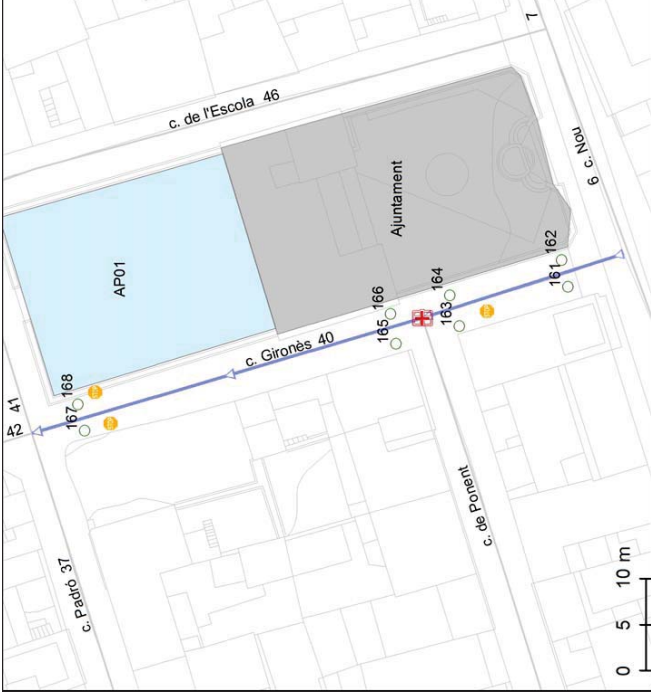 7
c. de l'Escola 46
6 c. Nou
Ajuntament
AP01
162
161
164
166
163
165
c. Gironès 40
168
41
167
42
c. de Ponent
c. Padró 37
0 5 10 m